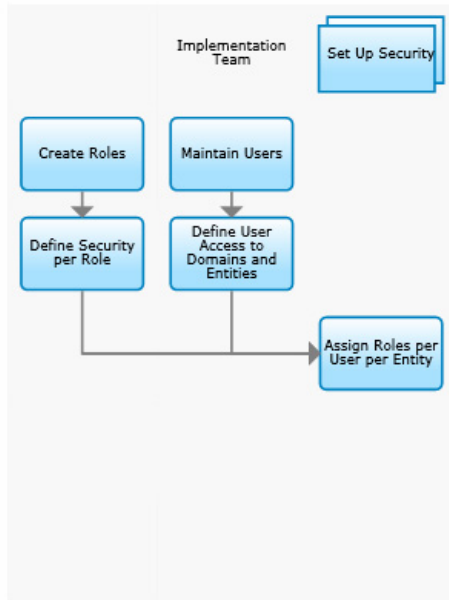 Implementation
Team
Set Up Security
Create Roles
Maintain Users
Define Security
per Role
Define User
Access to
Domains and
Entities
Assign Roles per
User per Entity